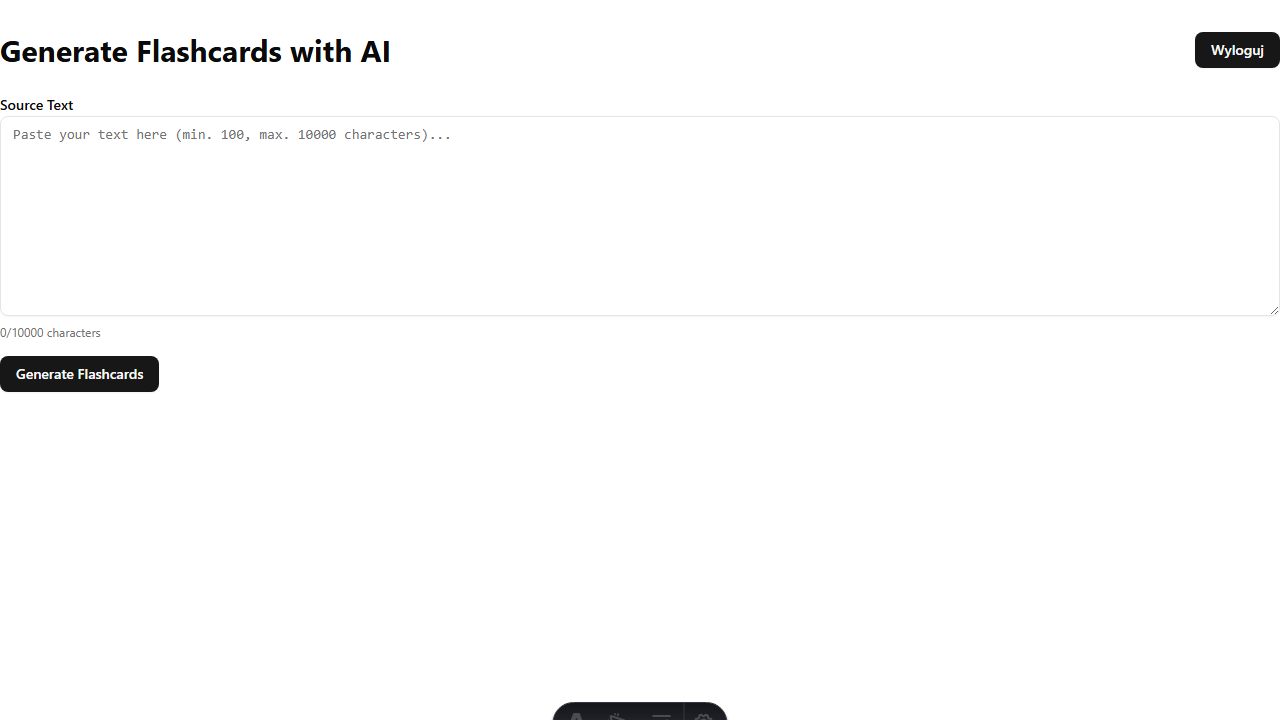 Generate Flashcards with AI
Wyloguj
Source Text
Paste your text here (min. 100, max. 10000 characters)...
0/10000 characters
Generate Flashcards